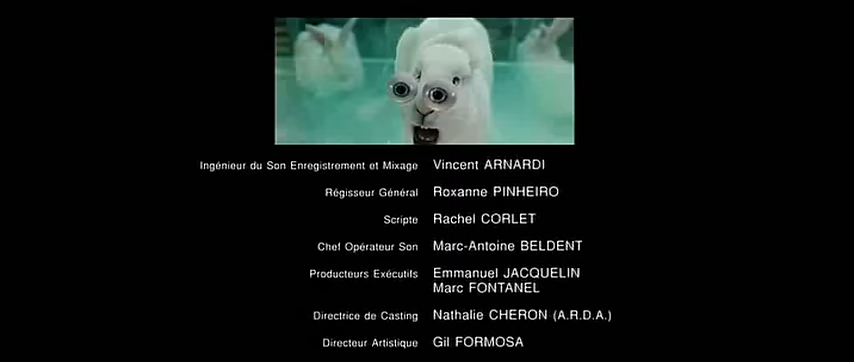 Ingénieur du Son Enregistrement et Mixage Vincent ARNARDI
Régisseur Général Roxanne PINHEIRO
Scripte Rachel CORLET
Chef Opérateur Son Marc-Antoine BELDENT
Producteurs Exécutifs Emmanuel JACQUELIN
Marc FONTANEL
Directrice de Casting Nathalie CHERON (A.R.D.A.)
Directeur Artistique Gil FORMOSA